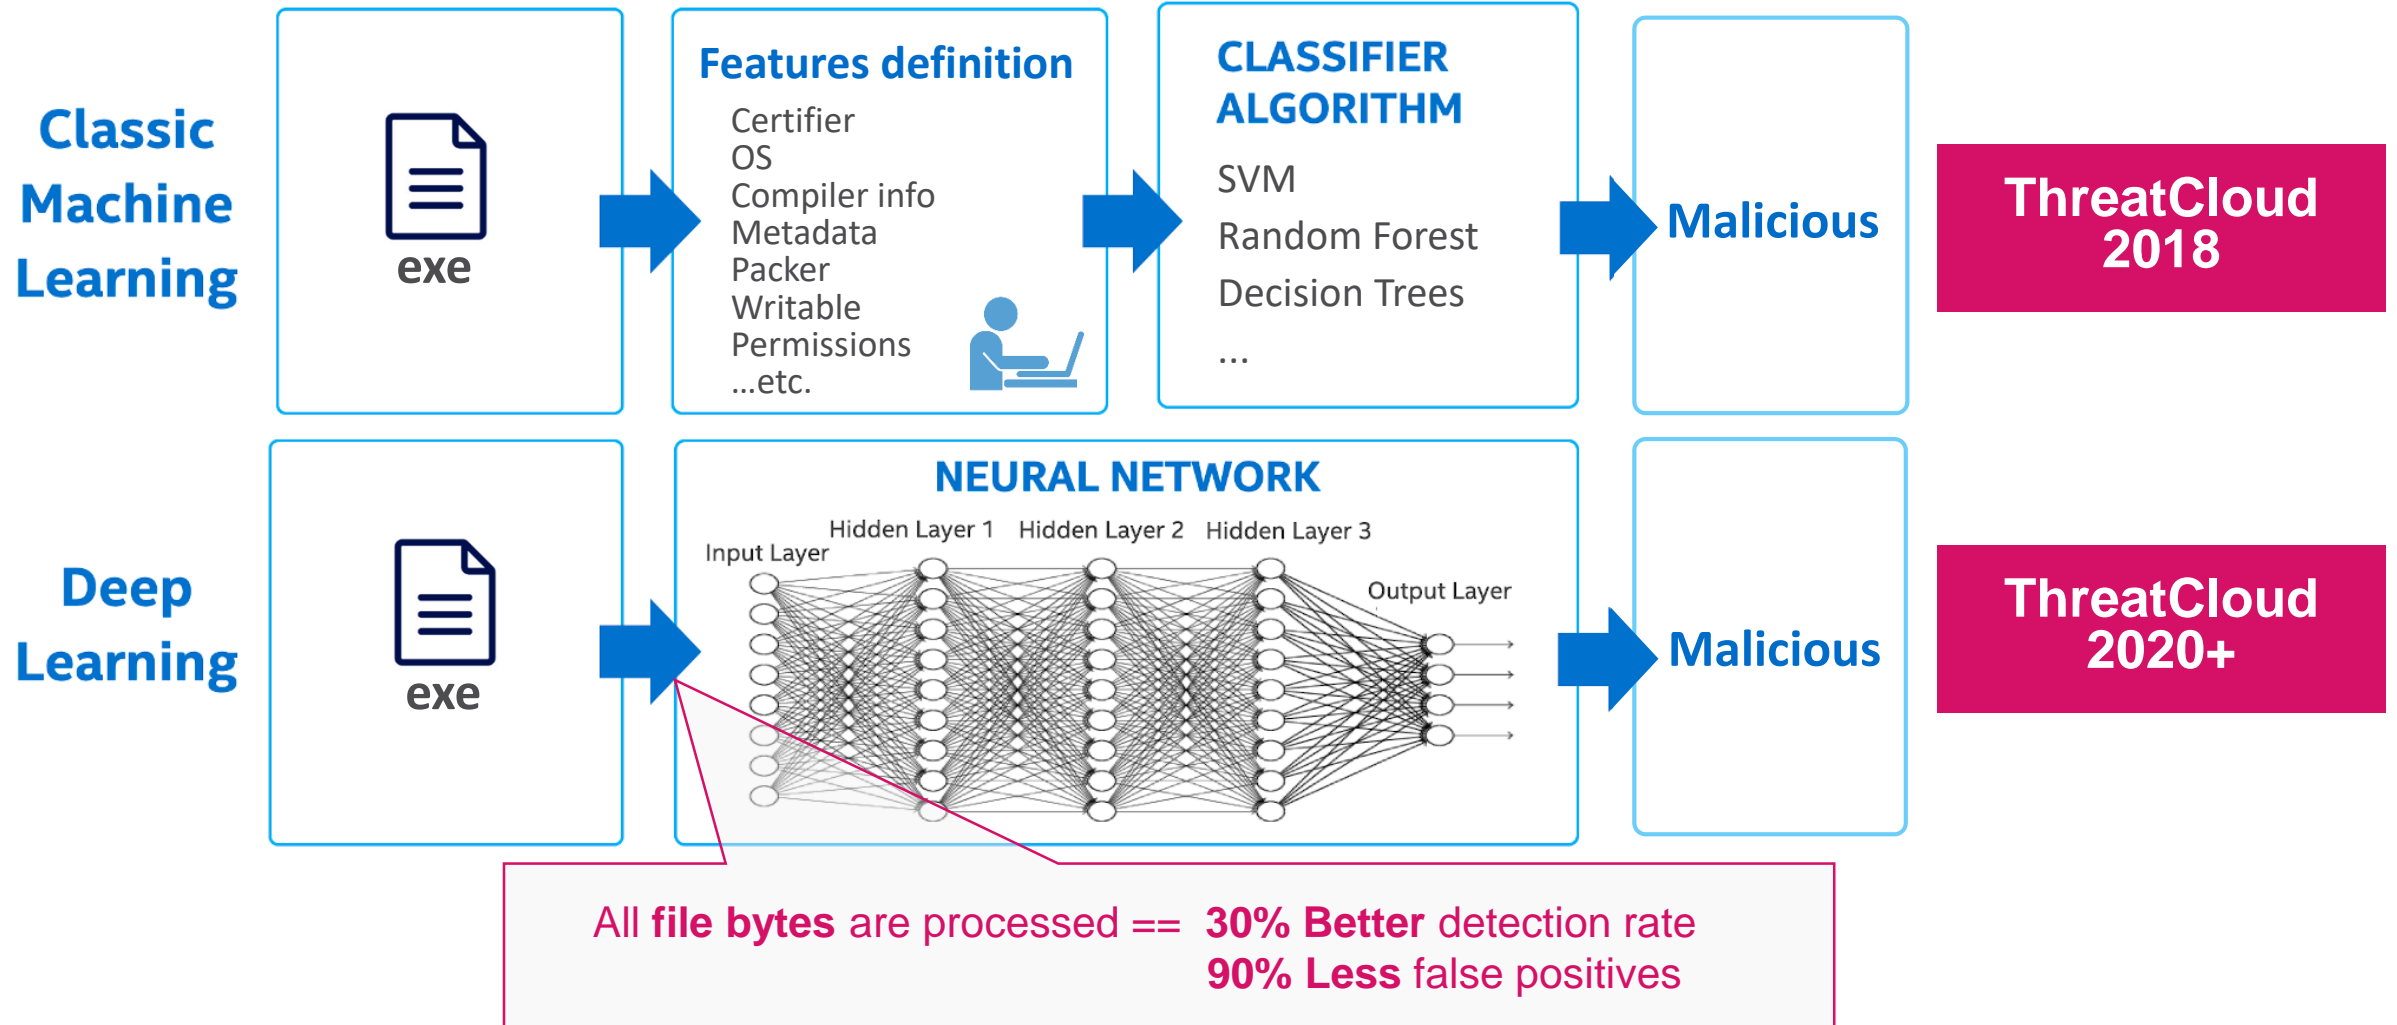 Classic
Machine
Learning
exe
Features definition
Certifier
OS
Compiler info
Metadata
Packer
Writable
Permissions
...etc.
CLASSIFIER
ALGORITHM
SVM
Random Forest
Decision Trees
...
Malicious
ThreatCloud
2018
Deep
Learning
exe
NEURAL NETWORK
Input Layer
Hidden Layer 1
Hidden Layer 2
Hidden Layer 3
Output Layer
Malicious
ThreatCloud
2020+
All file bytes are processed == 30% Better detection rate
90% Less false positives